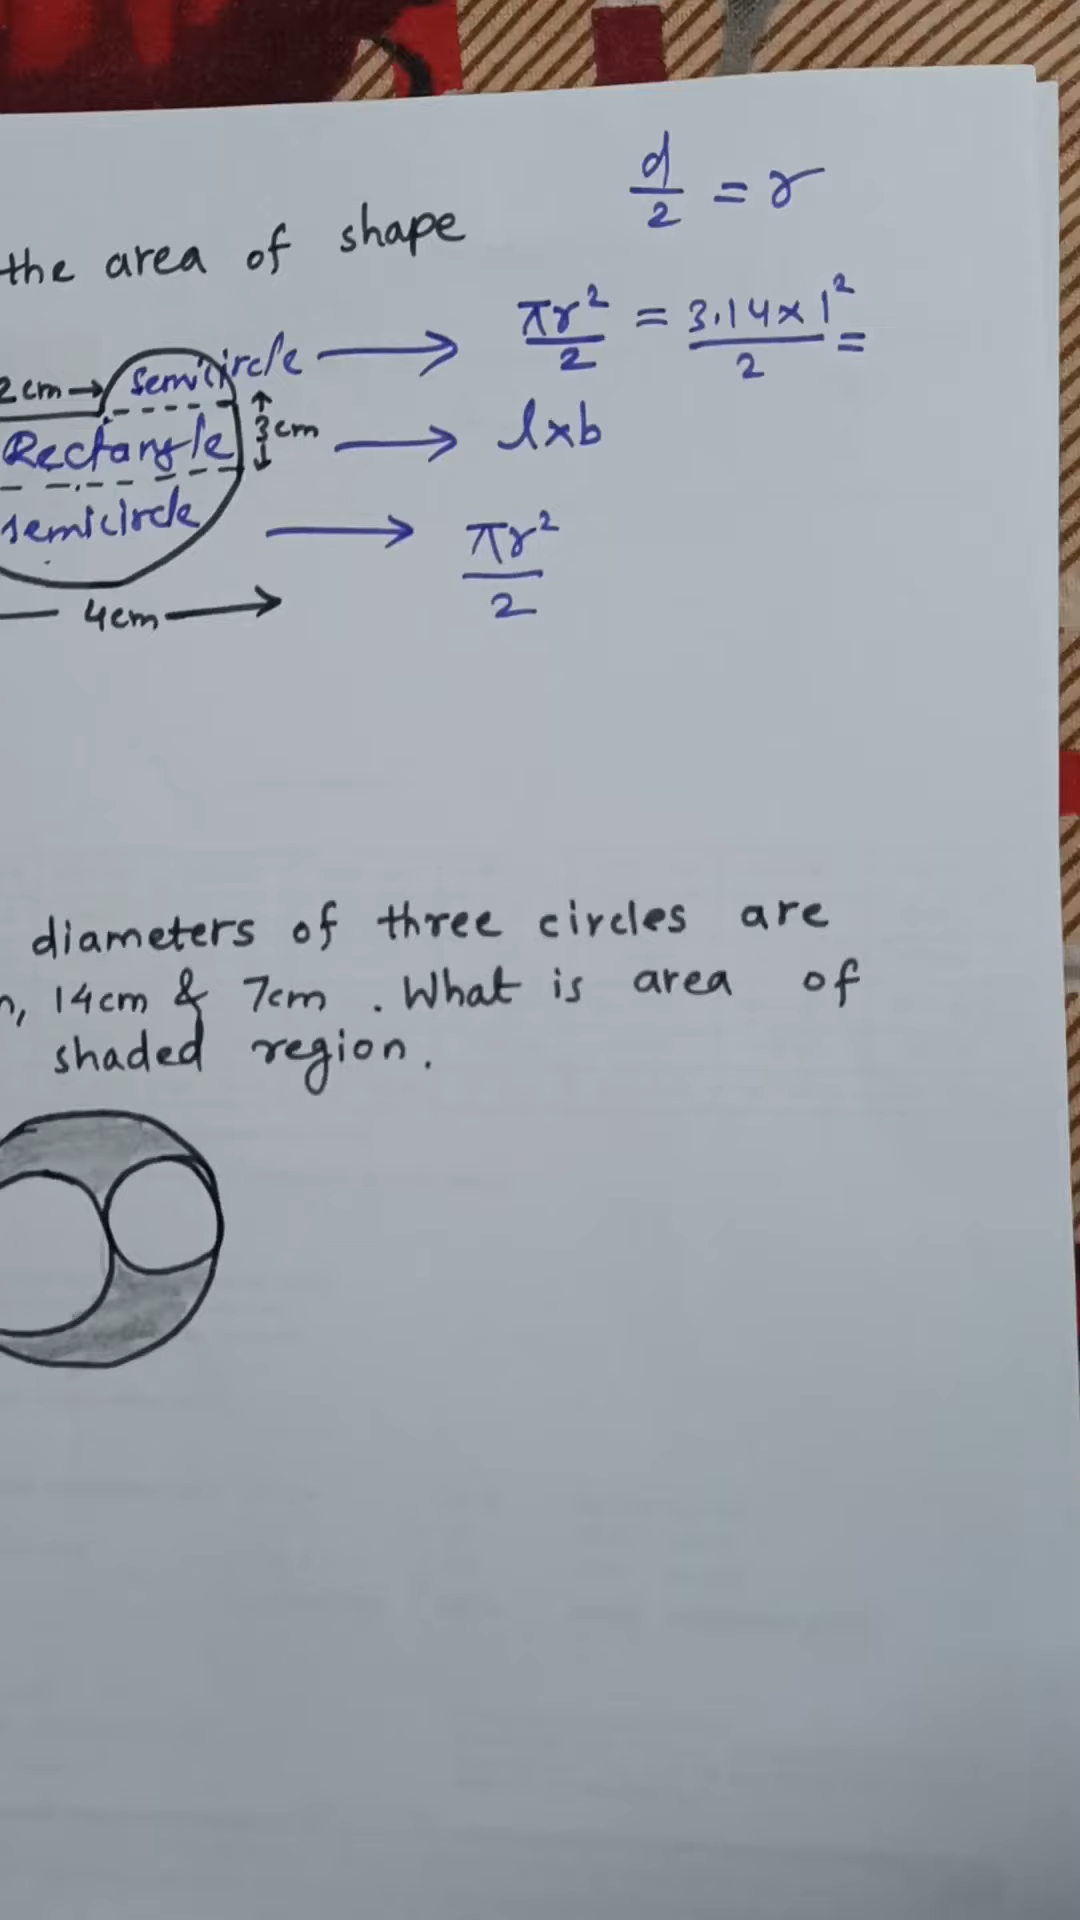 d/2 = r
the area of shape
2cm→ semicircle → πr²/2 = 3.14×1²/2 =
Rectangle 3cm → l×b
semicircle → πr²/2
4cm→
diameters of three circles are
14cm & 7cm . What is area of
shaded region.